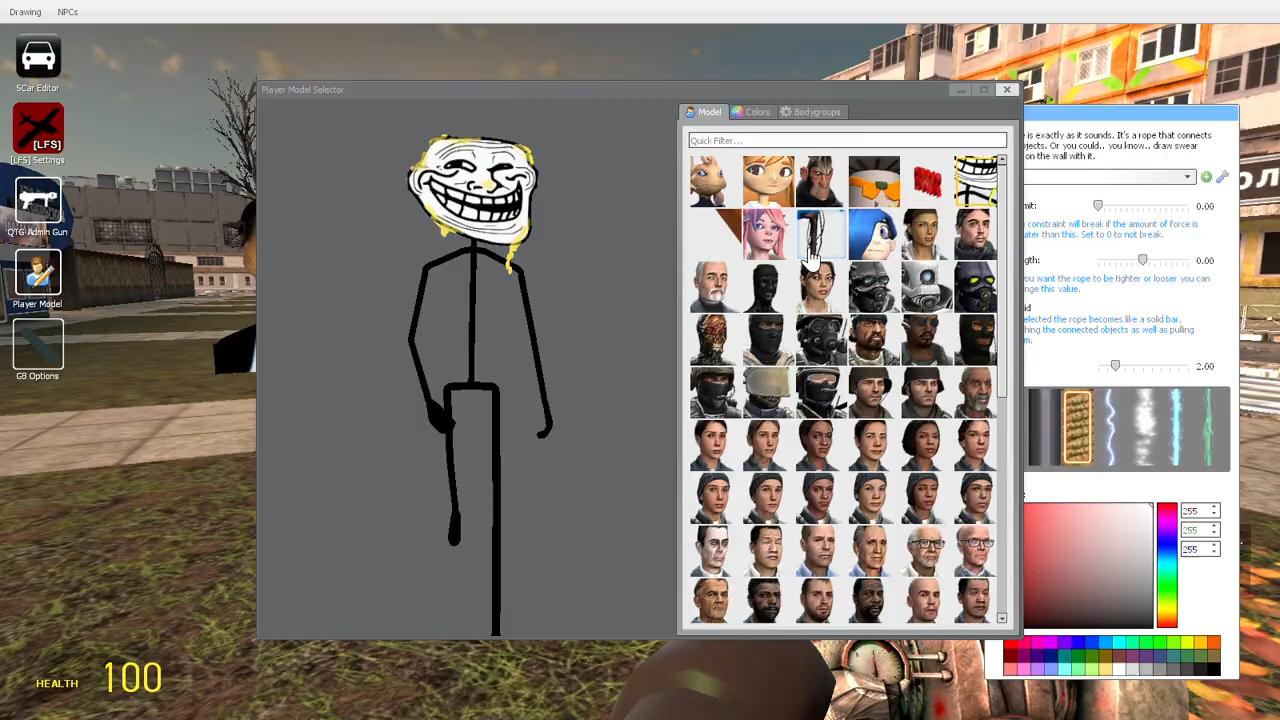 Drawing NPCs
SCar Editor
[LFS]
[LFS] Settings
QTG Admin Gun
Player Model
GB Options
Player Model Selector
Model
Colors
Bodygroups
Quick Filter...
is exactly as it sounds. It's a rope that connects
bjects. Or you could.. you know.. draw swear
on the wall with it.
mit:
0.00
constraint will break if the amount of force is
ater than this. Set to 0 to not break.
ngth:
0.00
you want the rope to be tighter or looser you can
nge this value.
id
elected the rope becomes like a solid bar,
hing the connected objects as well as pulling
m.
2.00
255
255
255
HEALTH 100